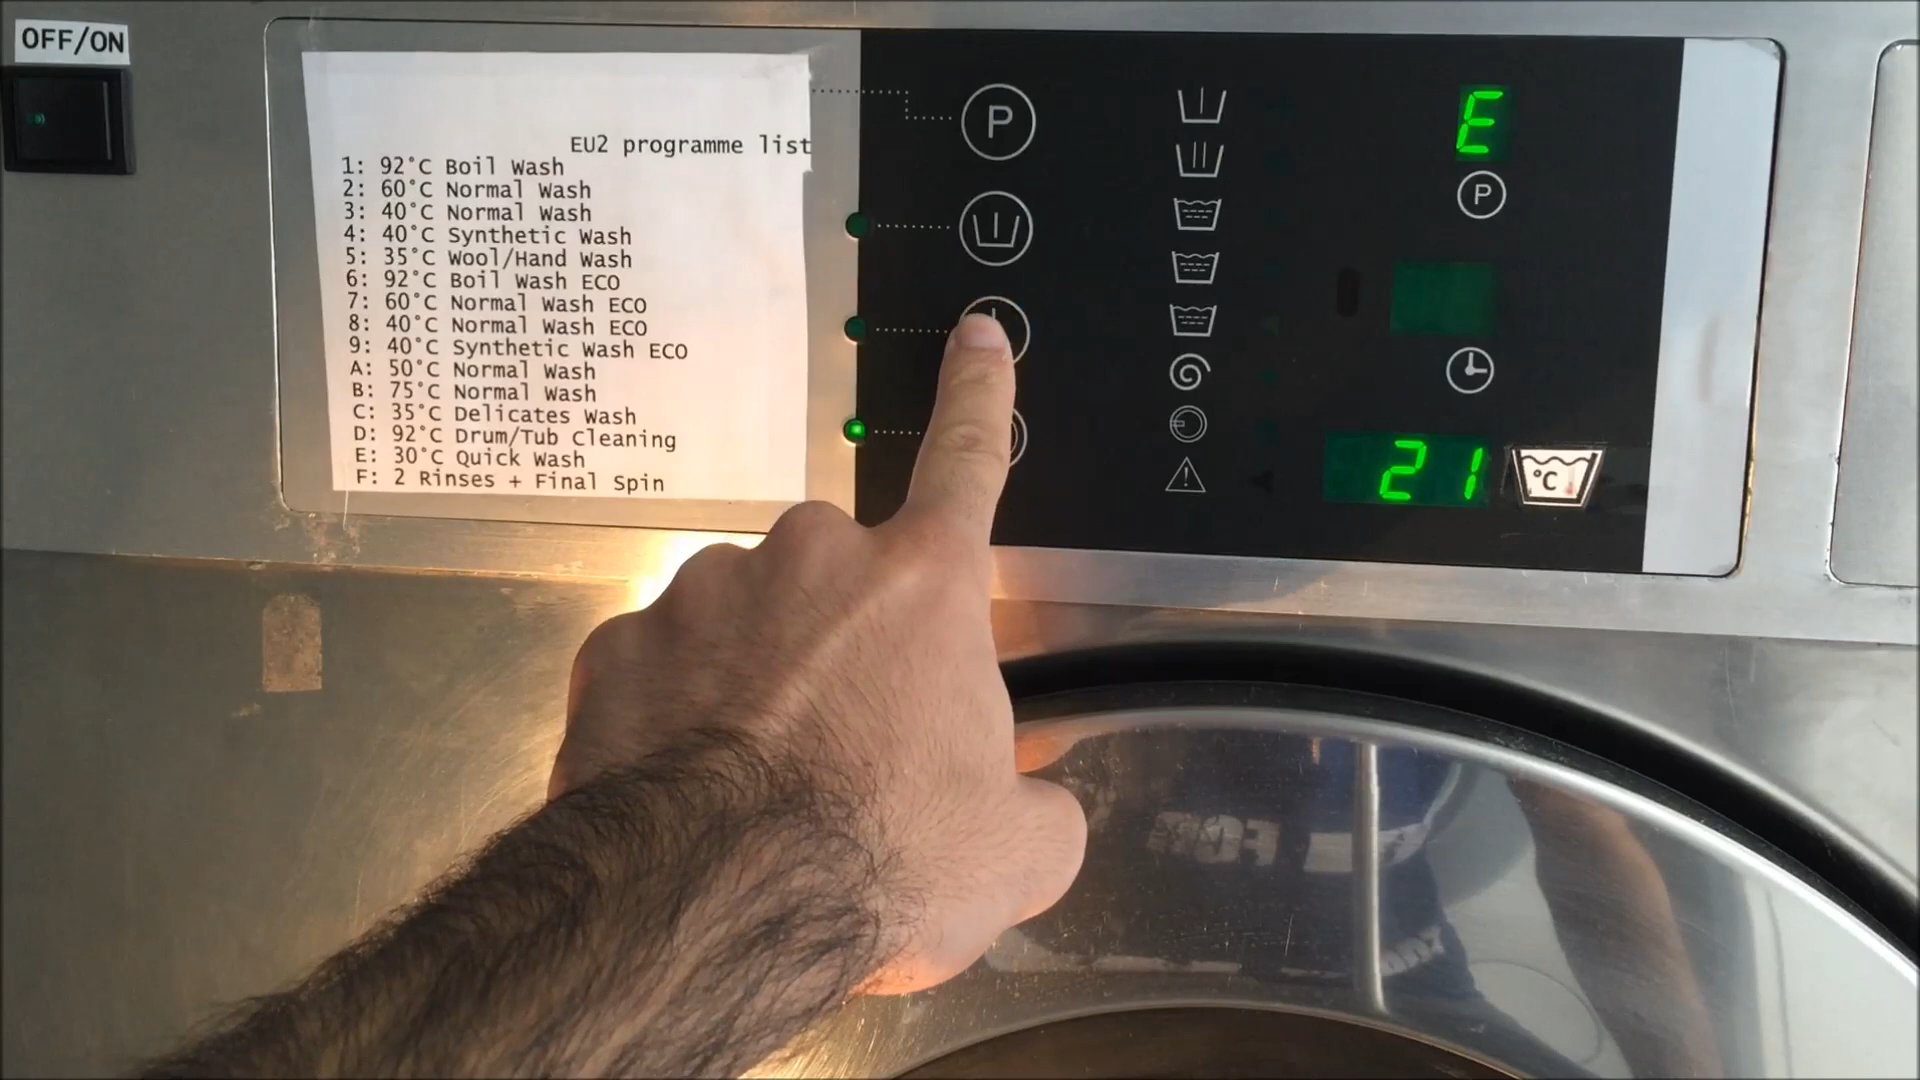 OFF/ON
EU2 programme list
1: 92°C Boil Wash
2: 60°C Normal Wash
3: 40°C Normal Wash
4: 40°C Synthetic Wash
5: 35°C Wool/Hand Wash
6: 92°C Boil Wash ECO
7: 60°C Normal Wash ECO
8: 40°C Normal Wash ECO
9: 40°C Synthetic Wash ECO
A: 50°C Normal Wash
B: 75°C Normal Wash
C: 35°C Delicates Wash
D: 92°C Drum/Tub Cleaning
E: 30°C Quick Wash
F: 2 Rinses + Final Spin
P
E
P
21
°C